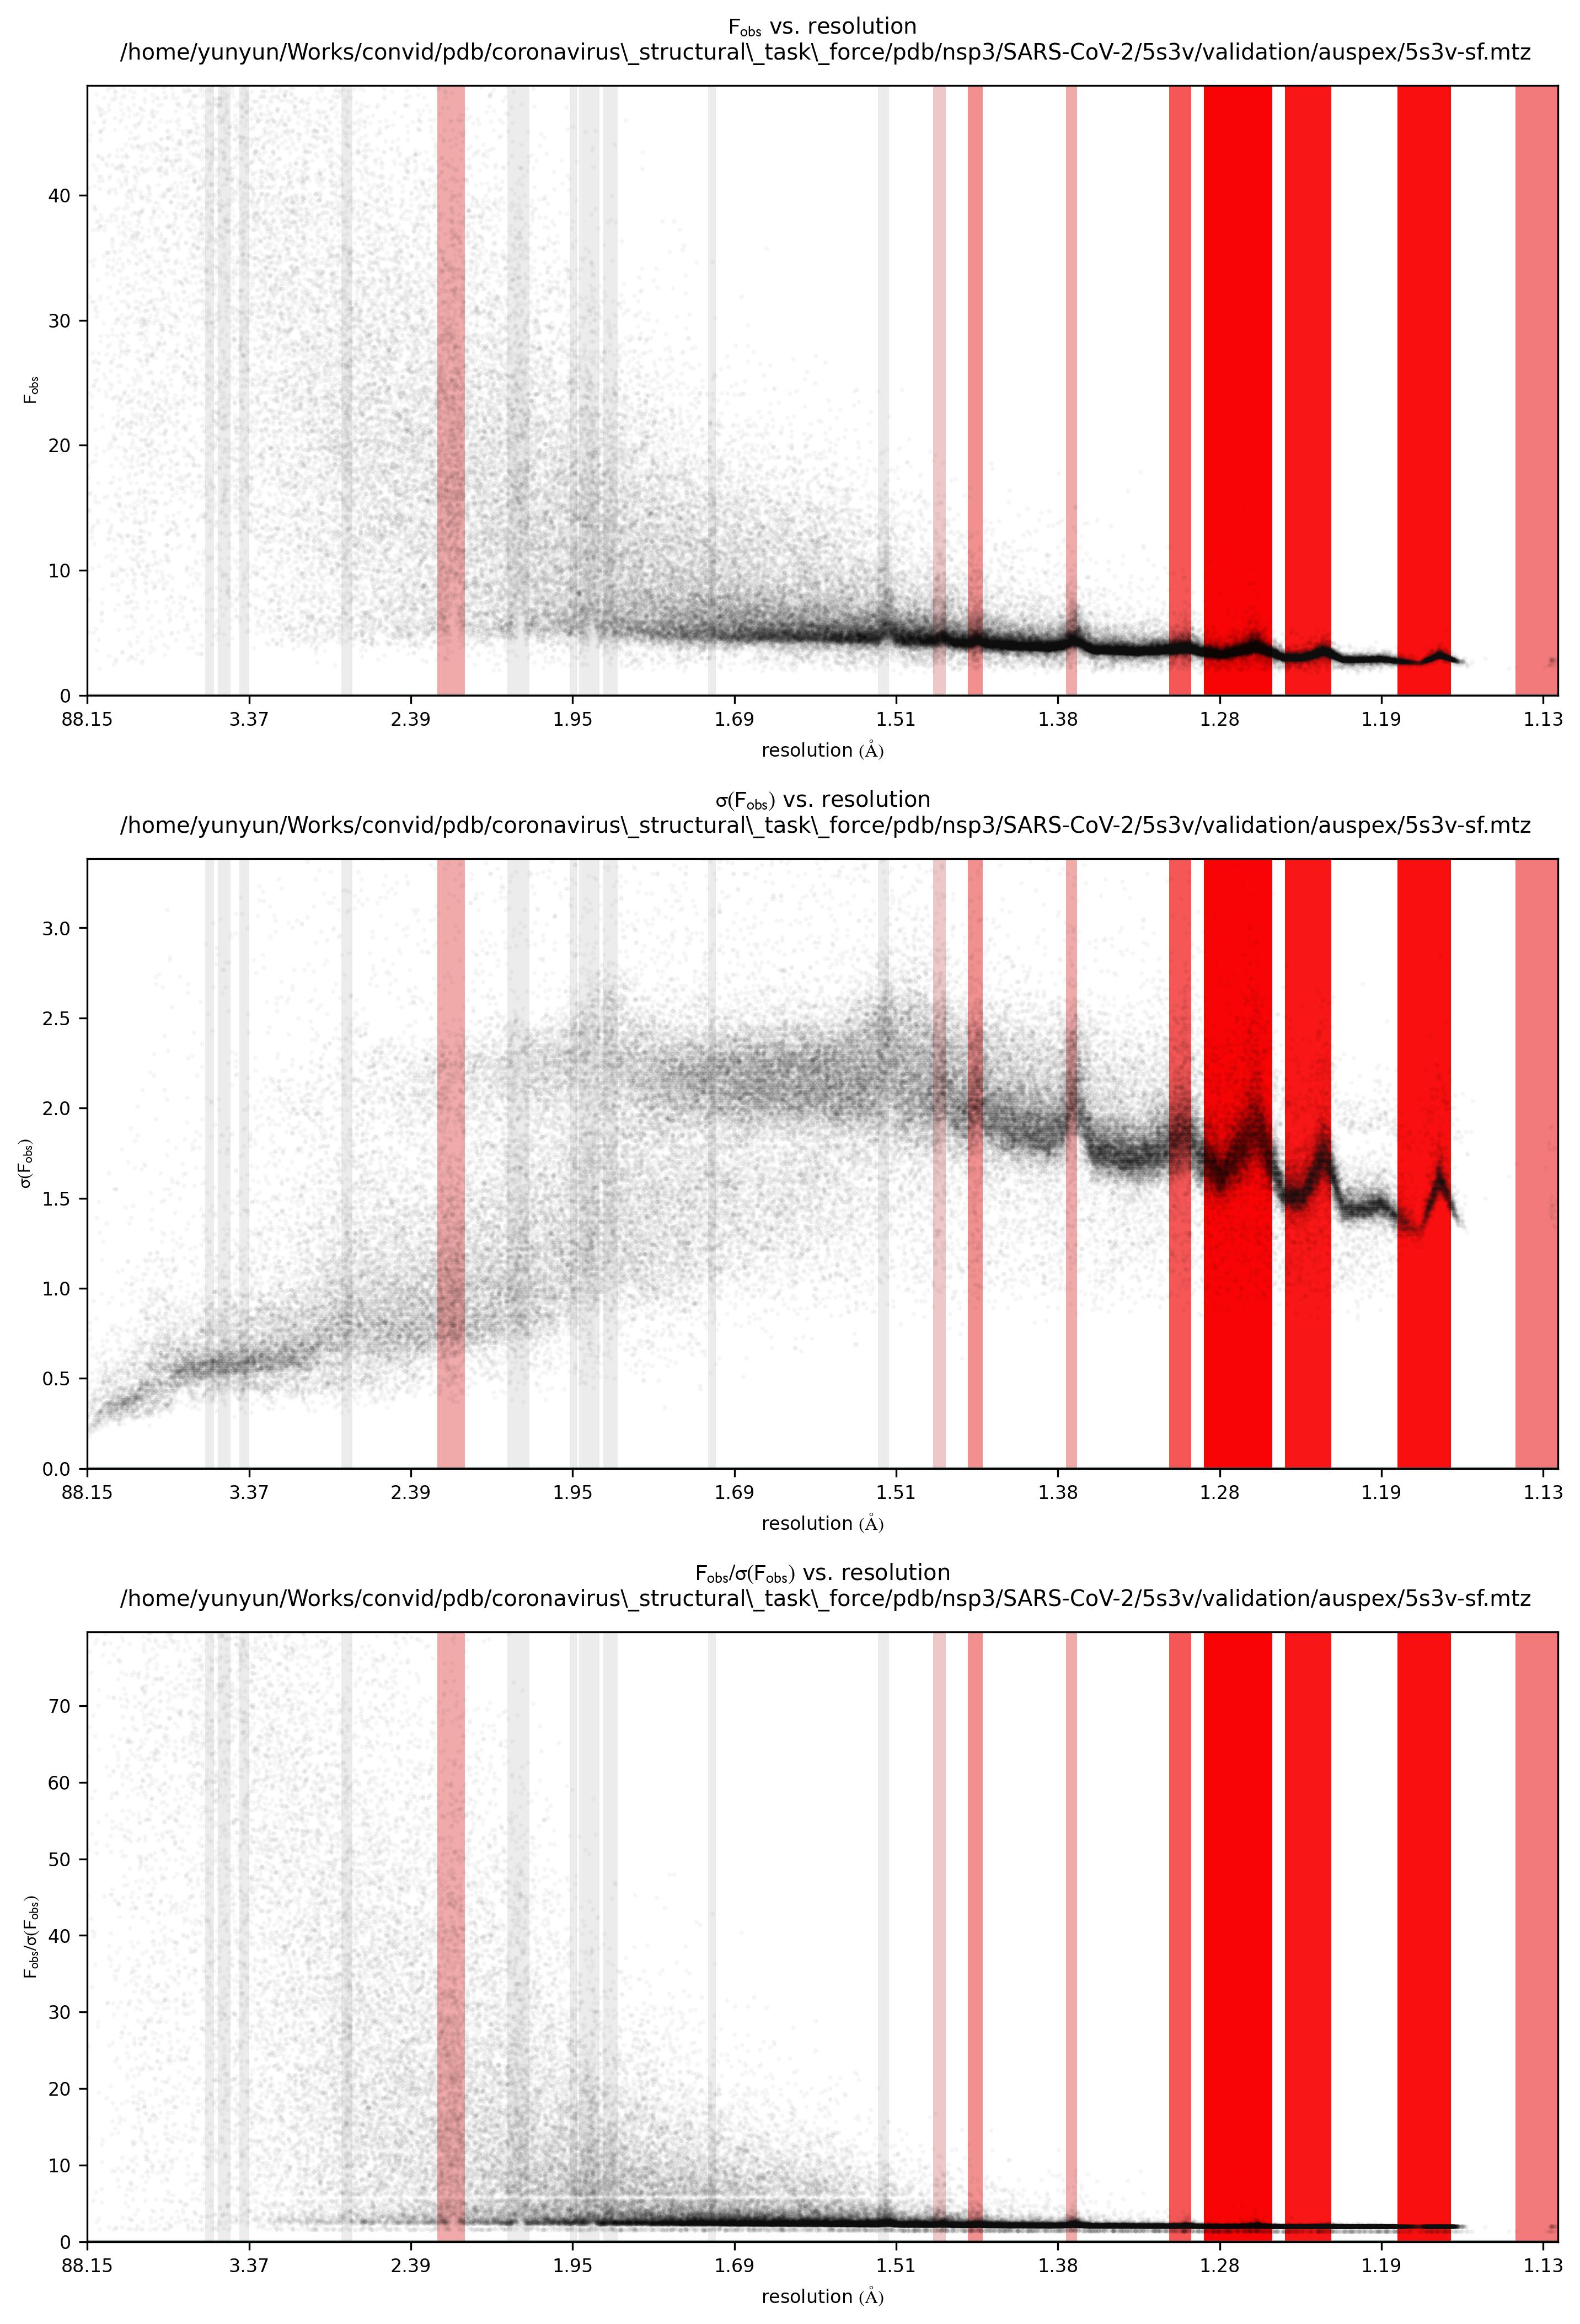 Fobs vs. resolution
/home/yunyun/Works/convid/pdb/coronavirus\_structural\_task\_force/pdb/nsp3/SARS-CoV-2/5s3v/validation/auspex/5s3v-sf.mtz
40
30
20
10
0
Fobs
88.15 3.37 2.39 1.95 1.69 1.51 1.38 1.28 1.19 1.13
resolution (Å)
σ(Fobs) vs. resolution
/home/yunyun/Works/convid/pdb/coronavirus\_structural\_task\_force/pdb/nsp3/SARS-CoV-2/5s3v/validation/auspex/5s3v-sf.mtz
3.0
2.5
2.0
1.5
1.0
0.5
0.0
σ(Fobs)
88.15 3.37 2.39 1.95 1.69 1.51 1.38 1.28 1.19 1.13
resolution (Å)
Fobs/σ(Fobs) vs. resolution
/home/yunyun/Works/convid/pdb/coronavirus\_structural\_task\_force/pdb/nsp3/SARS-CoV-2/5s3v/validation/auspex/5s3v-sf.mtz
70
60
50
40
30
20
10
0
Fobs/σ(Fobs)
88.15 3.37 2.39 1.95 1.69 1.51 1.38 1.28 1.19 1.13
resolution (Å)